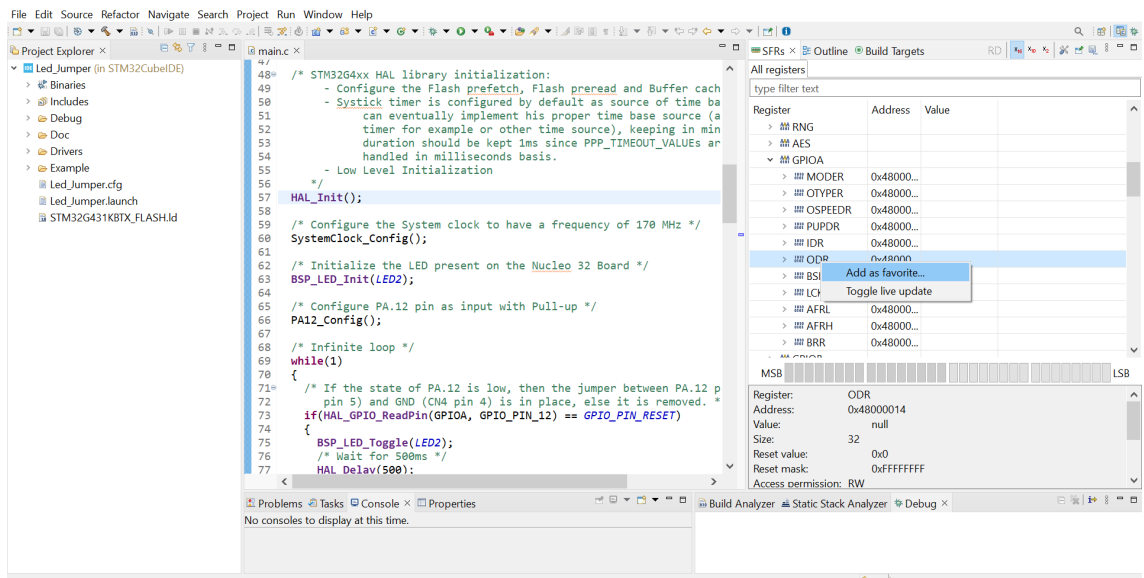 File Edit Source Refactor Navigate Search Project Run Window Help
Project Explorer
Led_Jumper (in STM32CubeIDE)
Binaries
Includes
Debug
Doc
Drivers
Example
Led_Jumper.cfg
Led_Jumper.launch
STM32G431KBTX_FLASH.ld
main.c
47
48 /* STM32G4xx HAL library initialization:
49 - Configure the Flash prefetch, Flash preread and Buffer cach
50 - Systick timer is configured by default as source of time ba
51 can eventually implement his proper time base source (a
52 timer for example or other time source), keeping in min
53 duration should be kept 1ms since PPP_TIMEOUT_VALUEs ar
54 handled in milliseconds basis.
55 - Low Level Initialization
56 */
57 HAL_Init();
58
59 /* Configure the System clock to have a frequency of 170 MHz */
60 SystemClock_Config();
61
62 /* Initialize the LED present on the Nucleo 32 Board */
63 BSP_LED_Init(LED2);
64
65 /* Configure PA.12 pin as input with Pull-up */
66 PA12_Config();
67
68 /* Infinite loop */
69 while(1)
70 {
71 /* If the state of PA.12 is low, then the jumper between PA.12 p
72 pin 5) and GND (CN4 pin 4) is in place, else it is removed. *
73 if(HAL_GPIO_ReadPin(GPIOA, GPIO_PIN_12) == GPIO_PIN_RESET)
74 {
75 BSP_LED_Toggle(LED2);
76 /* Wait for 500ms */
77 HAL_Delay(500);
SFRs Outline Build Targets RD X16 X10 X2
All registers
type filter text
Register Address Value
RNG
AES
GPIOA
MODER 0x48000...
OTYPER 0x48000...
OSPEEDR 0x48000...
PUPDR 0x48000...
IDR 0x48000...
ODR 0x48000
BS
Add as favorite...
LCK
Toggle live update
AFRL 0x48000...
AFRH 0x48000...
BRR 0x48000...
GPIOB
MSB LSB
Register: ODR
Address: 0x48000014
Value: null
Size: 32
Reset value: 0x0
Reset mask: 0xFFFFFFFF
Access permission: RW
Problems Tasks Console Properties
No consoles to display at this time.
Build Analyzer Static Stack Analyzer Debug